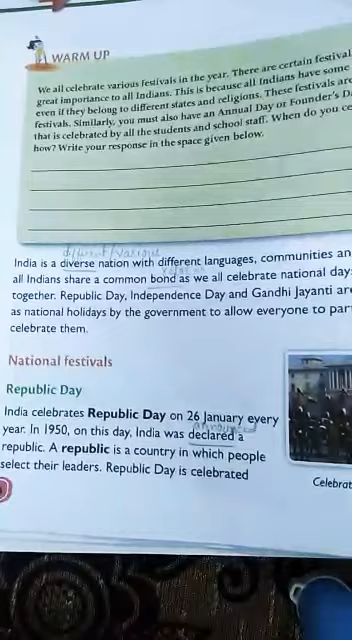 WARM UP
We all celebrate various festivals in the year. There are certain festival
great importance to all Indians. This is because all Indians have some
even if they belong to different states and religions. These festivals are
festivals. Similarly, you must also have an Annual Day or Founder's D
that is celebrated by all the students and school staff. When do you ce
how? Write your response in the space given below.
different/various
India is a diverse nation with different languages, communities an
all Indians share a common bond as we all celebrate national day
together. Republic Day, Independence Day and Gandhi Jayanti are
as national holidays by the government to allow everyone to par
celebrate them.
National festivals
Republic Day
India celebrates Republic Day on 26 January every
announced
year. In 1950, on this day, India was declared a
republic. A republic is a country in which people
select their leaders. Republic Day is celebrated
Celebrat